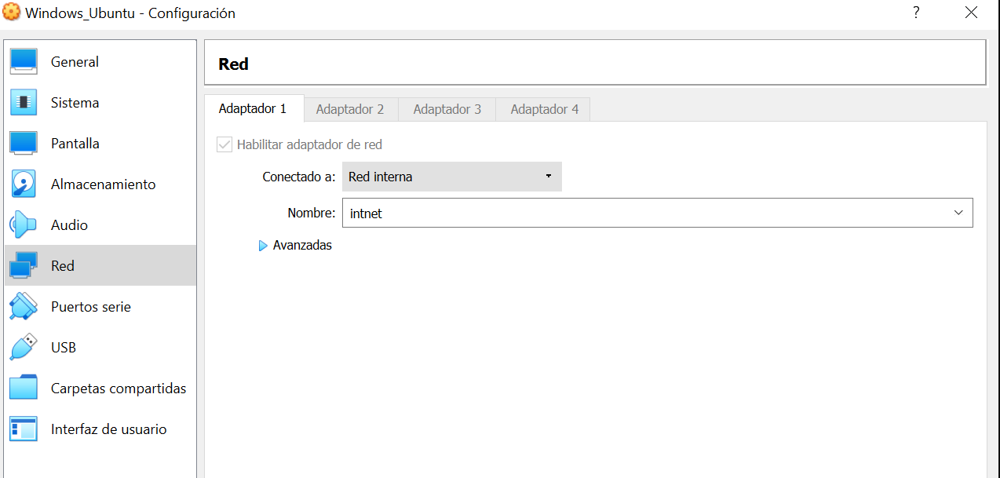 Windows_Ubuntu - Configuración
?
General
Sistema
Pantalla
Almacenamiento
Audio
Red
Puertos serie
USB
Carpetas compartidas
Interfaz de usuario
Red
Adaptador 1 Adaptador 2 Adaptador 3 Adaptador 4
Habilitar adaptador de red
Conectado a: Red interna
Nombre: intnet
Avanzadas